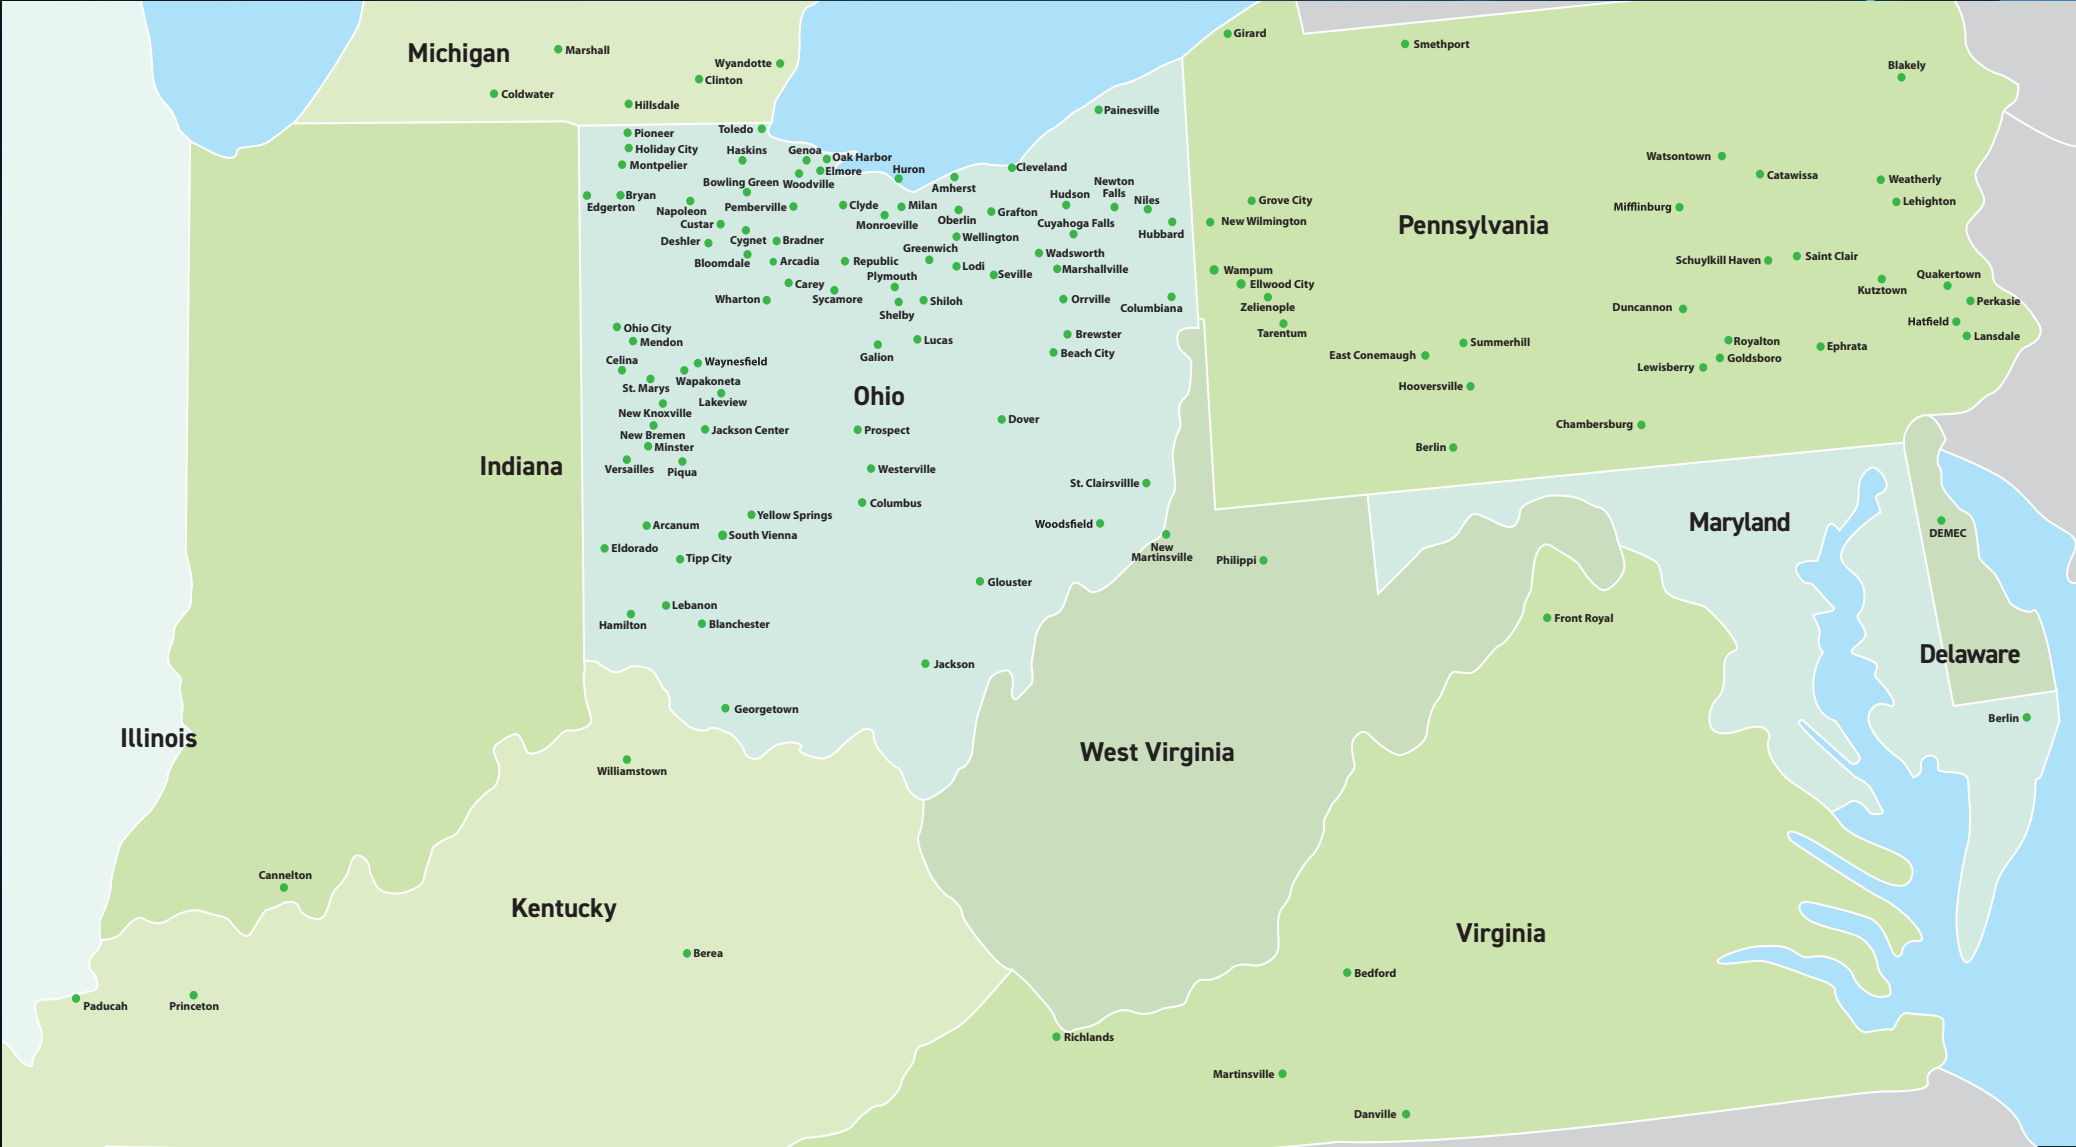 Girard
Smethport
Michigan
Marshall
Wyandotte
Clinton
Blakely
Coldwater
Hillsdale
Painesville
Pioneer
Toledo
Holiday City
Haskins
Genoa
Oak Harbor
Montpelier
Elmore
Huron
Cleveland
Watsontown
Catawissa
Weatherly
Bowling Green
Woodville
Amherst
Newton
Falls
Hudson
Niles
Bryan
Edgerton
Napoleon
Pemberville
Clyde
Milan
Grafton
Grove City
Lehighton
Mifflinburg
Custar
Monroeville
Oberlin
Cuyahoga Falls
Hubbard
New Wilmington
Pennsylvania
Deshler
Cygnet
Bradner
Wellington
Greenwich
Wadsworth
Bloomdale
Arcadia
Republic
Lodi
Marshallville
Wampum
Schuylkill Haven
Saint Clair
Plymouth
Seville
Quakertown
Carey
Ellwood City
Kutztown
Wharton
Sycamore
Shiloh
Orrville
Columbiana
Zelienople
Duncannon
Perkasie
Shelby
Hatfield
Ohio City
Mendon
Lucas
Brewster
Tarentum
Summerhill
Royalton
Ephrata
Lansdale
Celina
Waynesfield
Galion
Beach City
East Conemaugh
Goldsboro
St. Marys
Wapakoneta
Lewisberry
Hooversville
Ohio
New Knoxville
Lakeview
Dover
Chambersburg
New Bremen
Jackson Center
Prospect
Minster
Berlin
Indiana
Versailles
Piqua
Westerville
St. Clairsvillle
Columbus
Yellow Springs
Arcanum
Woodsfield
Maryland
South Vienna
DEMEC
Eldorado
Tipp City
New
Martinsville
Philippi
Glouster
Lebanon
Hamilton
Blanchester
Front Royal
Jackson
Delaware
Georgetown
Berlin
Illinois
West Virginia
Williamstown
Cannelton
Kentucky
Virginia
Berea
Bedford
Paducah
Princeton
Richlands
Martinsville
Danville